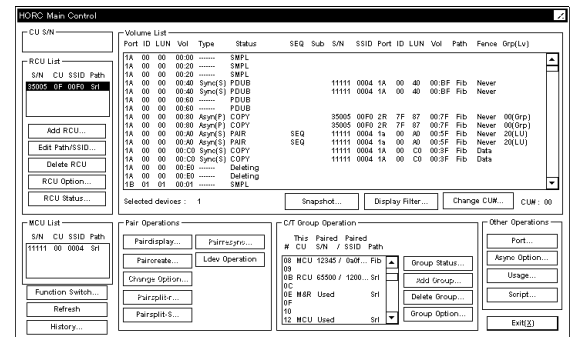 HORC Main Control
CU S/N
RCU List
S/N CU SSID Path
35005 0F 00F0 Srl
Add RCU...
Edit Path/SSID...
Delete RCU
RCU Option...
RCU Status...
Volume List
Port ID LUN Vol Type Status SEQ Sub S/N SSID Port ID LUN Vol Path Fence Grp(Lv)
1A 00 00 00:00 ------- SMPL
1A 00 00 00:20 ------- SMPL
1A 00 00 00:20 ------- SMPL
1A 00 00 00:40 Sync(S) PDUB 11111 0004 1A 00 40 00:BF Fib Never
1A 00 00 00:40 Sync(S) PDUB 11111 0004 1A 00 40 00:BF Fib Never
1A 00 00 00:60 ------- PDUB
1A 00 00 00:60 ------- PDUB
1A 00 00 00:80 Asyn(P) COPY 35005 00F0 2R 7F 87 00:7F Fib Never 00(Grp)
1A 00 00 00:80 Asyn(P) COPY 35005 00F0 2R 7F 87 00:7F Fib Never 00(Grp)
1A 00 00 00:A0 Asyn(S) PAIR SEQ 11111 0004 1a 00 A0 00:5F Fib Never 20(LU)
1A 00 00 00:A0 Asyn(S) PAIR SEQ 11111 0004 1a 00 A0 00:5F Fib Never 20(LU)
1A 00 00 00:C0 Sync(S) COPY 11111 0004 1A 00 C0 00:3F Fib Data
1A 00 00 00:C0 Sync(S) COPY 11111 0004 1A 00 C0 00:3F Fib Data
1A 00 00 00:E0 ------- Deleting
1A 00 00 00:E0 ------- Deleting
1B 01 01 00:01 ------- SMPL
Selected devices : 1
Snapshot...
Display Filter...
Change CU#...
CU# : 00
MCU List
S/N CU SSID Path
11111 00 0004 Srl
Function Switch...
Refresh
History...
Pair Operations
Pairdisplay...
Pairresync...
Paircreate...
Ldev Operation
Change Option...
Pairsplit-r...
Pairsplit-S...
C/T Group Operation
This Paired Paired
# CU S/N / SSID Path
08 MCU 12345 / 0a0f... Fib
09
0B RCU 65500 / 1200... Srl
0C
0E M&R Used Srl
0F
10
12 MCU Used Srl
Group Status...
Add Group...
Delete Group...
Group Option...
Other Operations
Port...
Async Option...
Usage...
Script...
Exit(X)